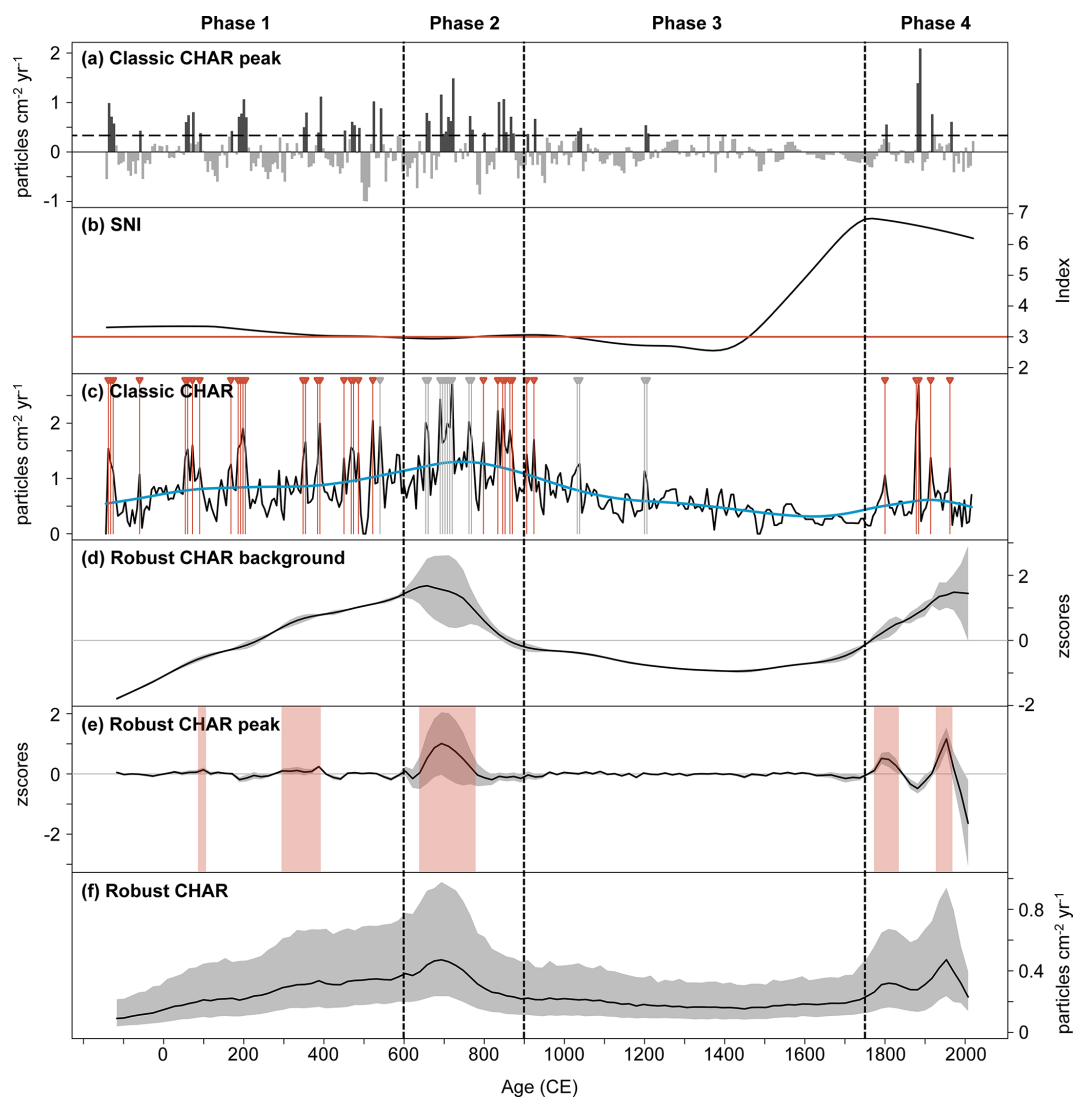 Phase 1 Phase 2 Phase 3 Phase 4
(a) Classic CHAR peak
2
1
0
-1
particles cm-2 yr-1
(b) SNI
7
6
5
4
3
2
Index
(c) Classic CHAR
2
1
0
particles cm-2 yr-1
(d) Robust CHAR background
2
0
-2
zscores
(e) Robust CHAR peak
2
0
-2
zscores
(f) Robust CHAR
0.8
0.4
0
particles cm-2 yr-1
0 200 400 600 800 1000 1200 1400 1600 1800 2000
Age (CE)